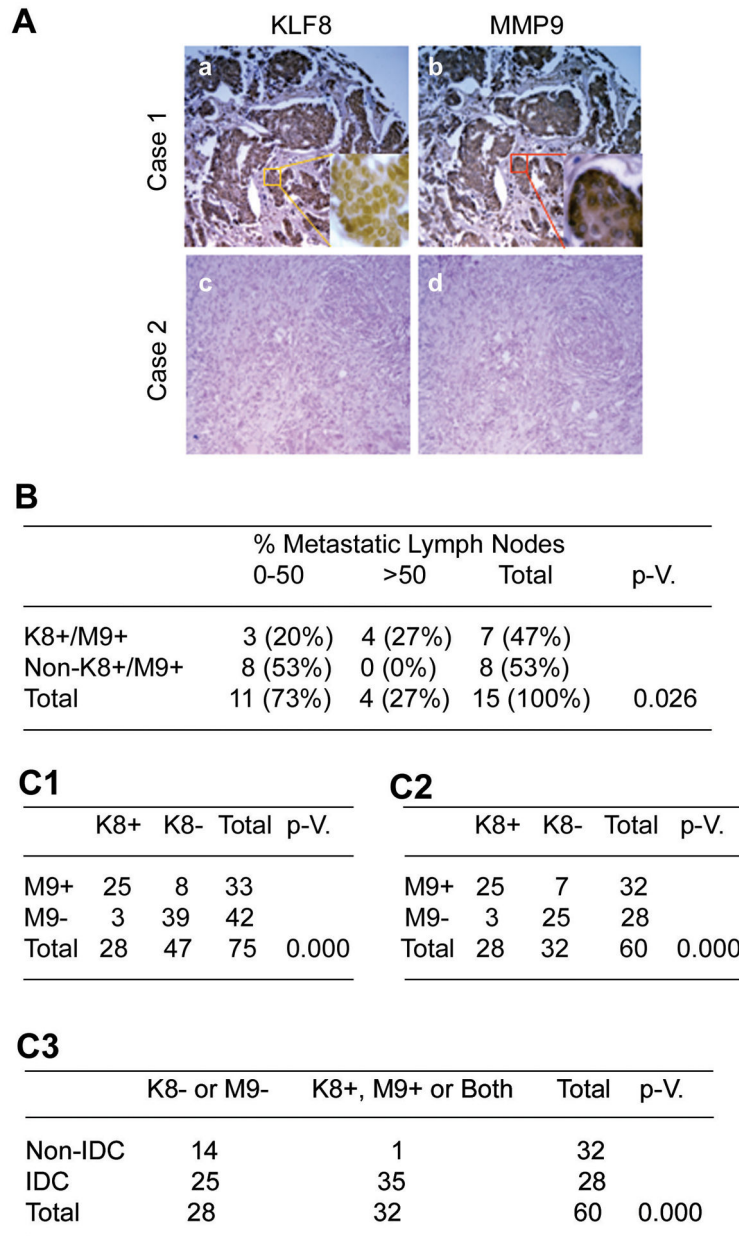 A
KLF8 MMP9
Case 1
a b
Case 2
c d
B
% Metastatic Lymph Nodes
0-50 >50 Total p-V.
K8+/M9+ 3 (20%) 4 (27%) 7 (47%)
Non-K8+/M9+ 8 (53%) 0 (0%) 8 (53%)
Total 11 (73%) 4 (27%) 15 (100%) 0.026
C1
K8+ K8- Total p-V.
M9+ 25 8 33
M9- 3 39 42
Total 28 47 75 0.000
C2
K8+ K8- Total p-V.
M9+ 25 7 32
M9- 3 25 28
Total 28 32 60 0.000
C3
K8- or M9- K8+, M9+ or Both Total p-V.
Non-IDC 14 1 32
IDC 25 35 28
Total 28 32 60 0.000